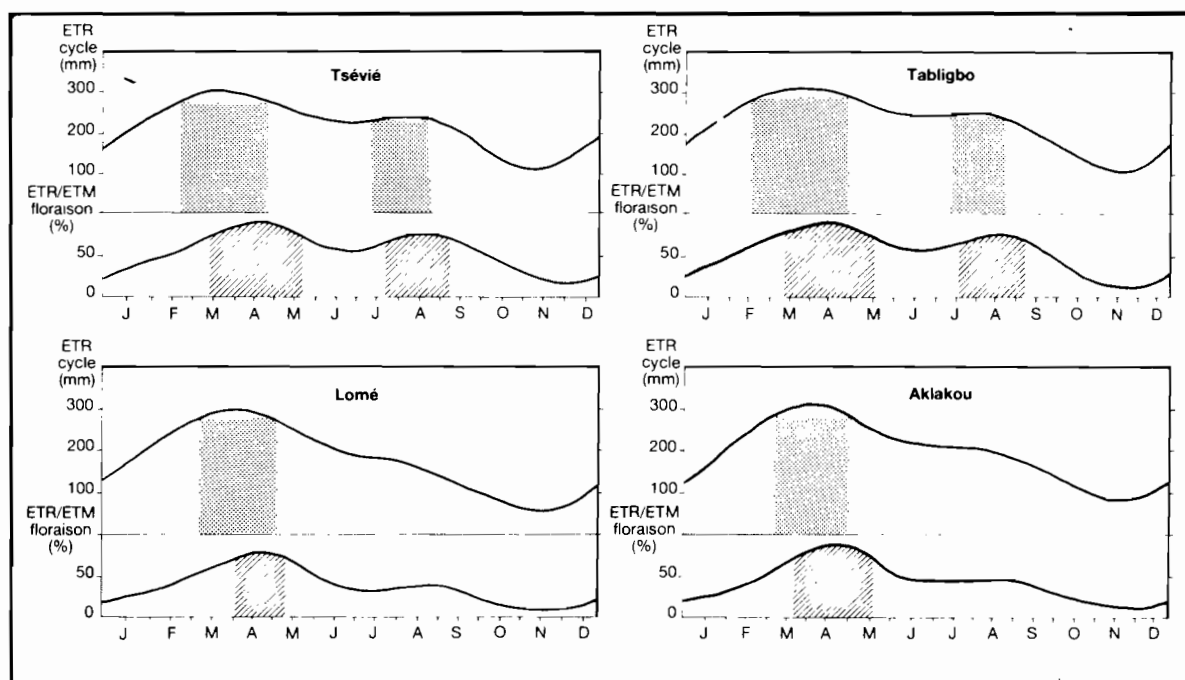 ETR
cycle
(mm)
Tsévié
300
200
100
ETR/ETM
floraison
(%)
50
0
J F M A M J J A S O N D
ETR
cycle
(mm)
Tabligbo
300
200
100
ETR/ETM
floraison
(%)
50
0
J F M A M J J A S O N D
ETR
cycle
(mm)
Lomé
300
200
100
ETR/ETM
floraison
(%)
50
0
J F M A M J J A S O N D
ETR
cycle
(mm)
Aklakou
300
200
100
ETR/ETM
floraison
(%)
50
0
J F M A M J J A S O N D